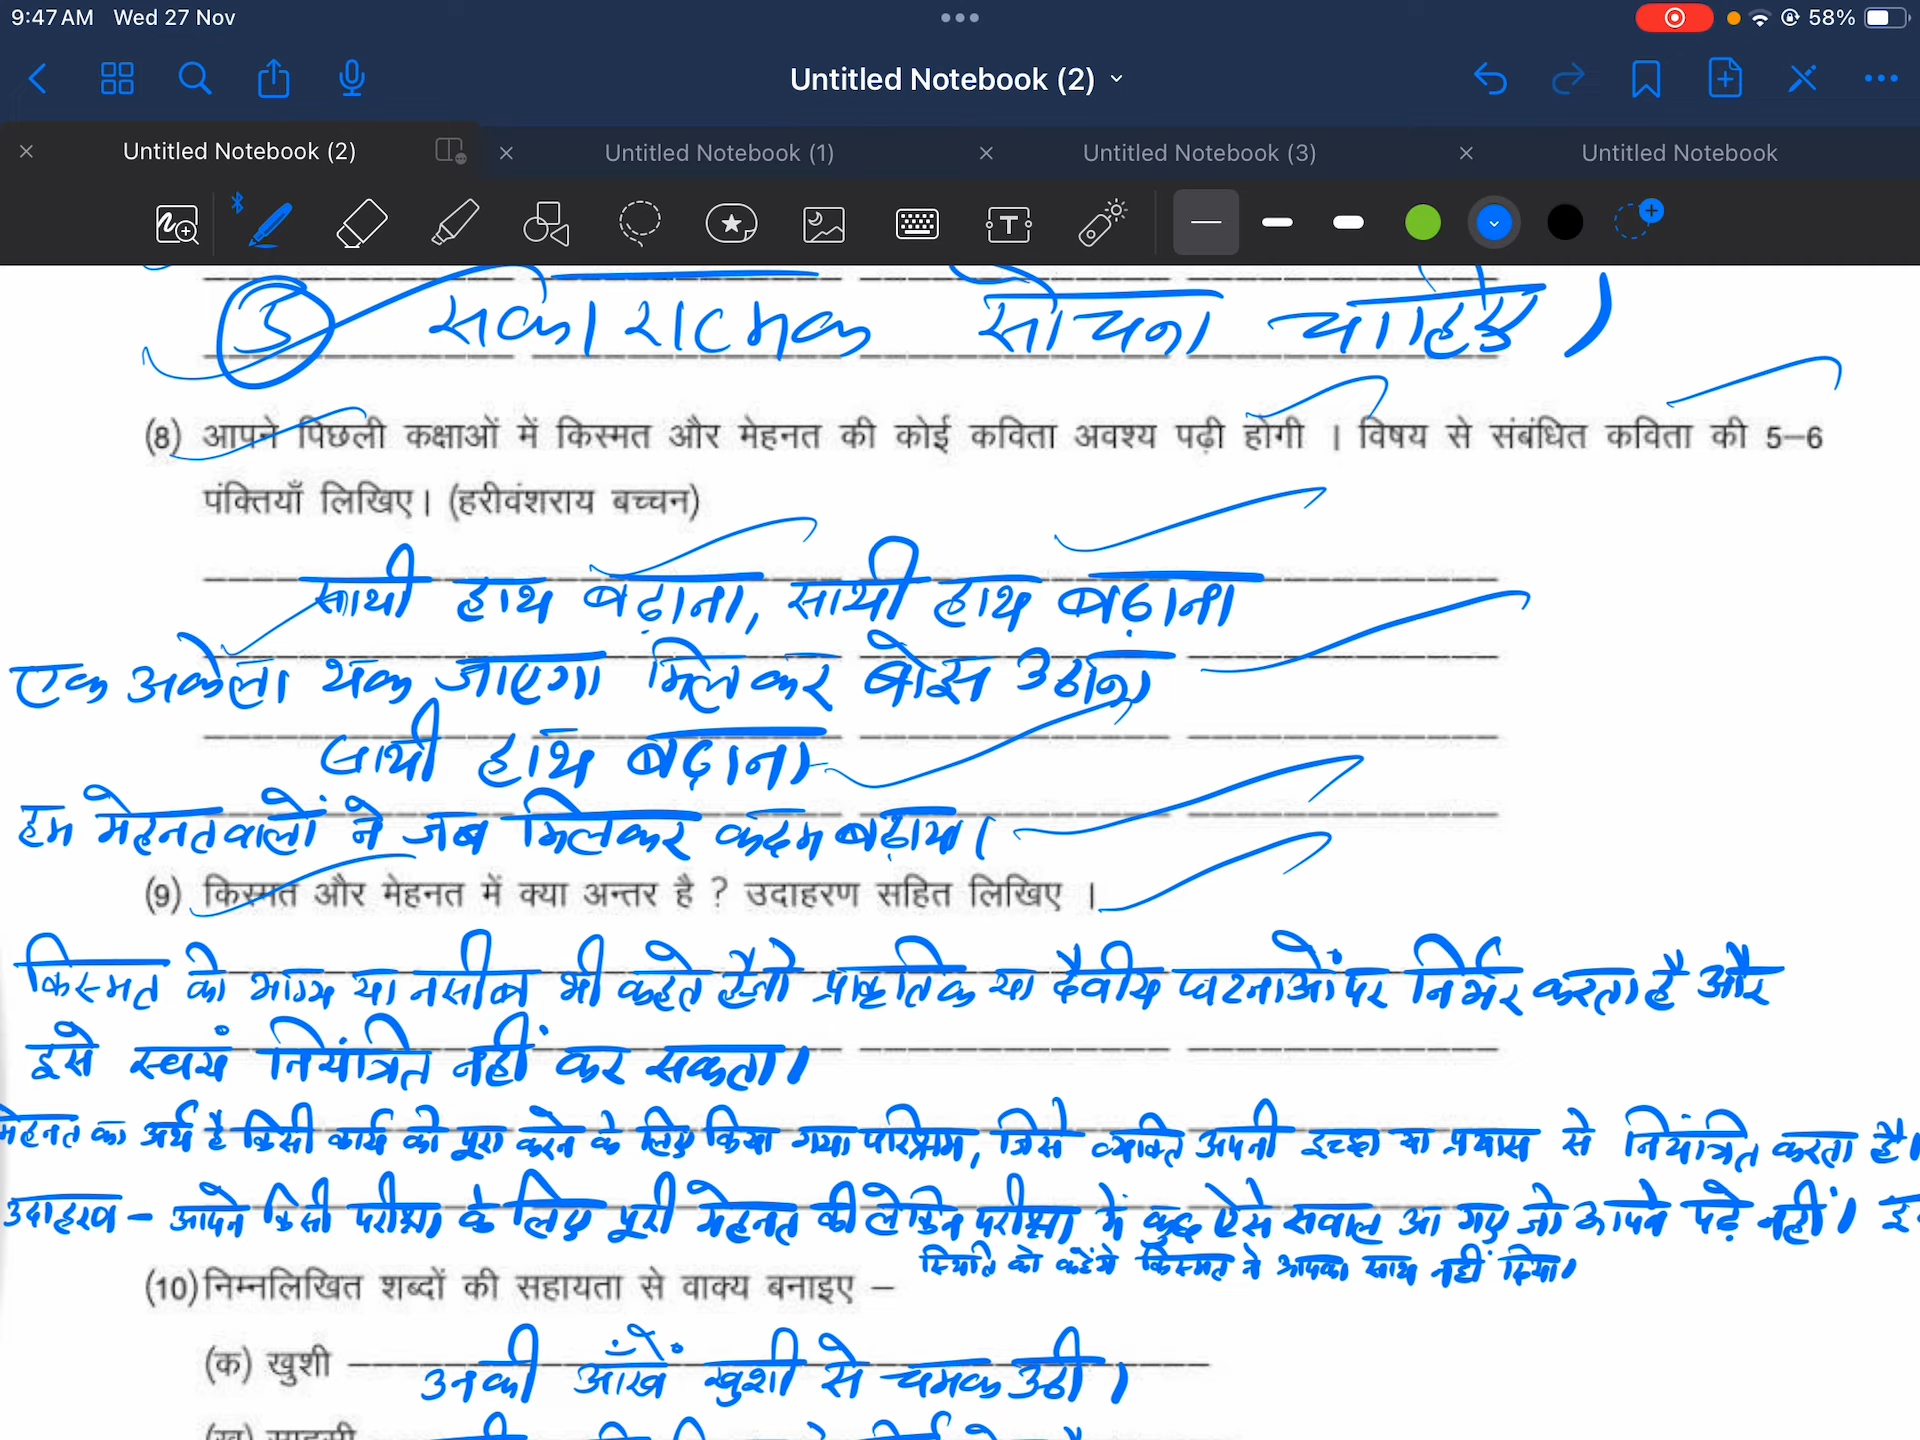 9:47 AM Wed 27 Nov
58%
Untitled Notebook (2)
Untitled Notebook (2)
Untitled Notebook (1)
Untitled Notebook (3)
Untitled Notebook
③ सकारात्मक सोचना चाहिए।
(8) आपने पिछली कक्षाओं में किस्मत और मेहनत की कोई कविता अवश्य पढ़ी होगी । विषय से संबंधित कविता की 5–6
पंक्तियाँ लिखिए। (हरीवंशराय बच्चन)
साथी हाथ बढ़ाना, साथी हाथ बढ़ाना
एक अकेला थक जाएगा मिलकर बोझ उठाना
साथी हाथ बढ़ाना
हम मेहनतवालों ने जब मिलकर कदम बढ़ाया।
(9) किस्मत और मेहनत में क्या अन्तर है ? उदाहरण सहित लिखिए ।
किस्मत को भाग्य या नसीब भी कहते हैं जो प्राकृतिक या दैवीय घटनाओं पर निर्भर करता है और
इसे स्वयं नियंत्रित नहीं कर सकता।
मेहनत का अर्थ है किसी कार्य को पूरा करने के लिए किया गया परिश्रम, जिसे व्यक्ति अपनी इच्छा या प्रयास से नियंत्रित करता है।
उदाहरण – आपने किसी परीक्षा के लिए पूरी मेहनत की लेकिन परीक्षा में कुछ ऐसे सवाल आ गए जो आपने पढ़े नहीं।
स्थिति को कहेंगे किस्मत ने आपका साथ नहीं दिया।
(10) निम्नलिखित शब्दों की सहायता से वाक्य बनाइए –
(क) खुशी उनकी आँखें खुशी से चमक उठी।